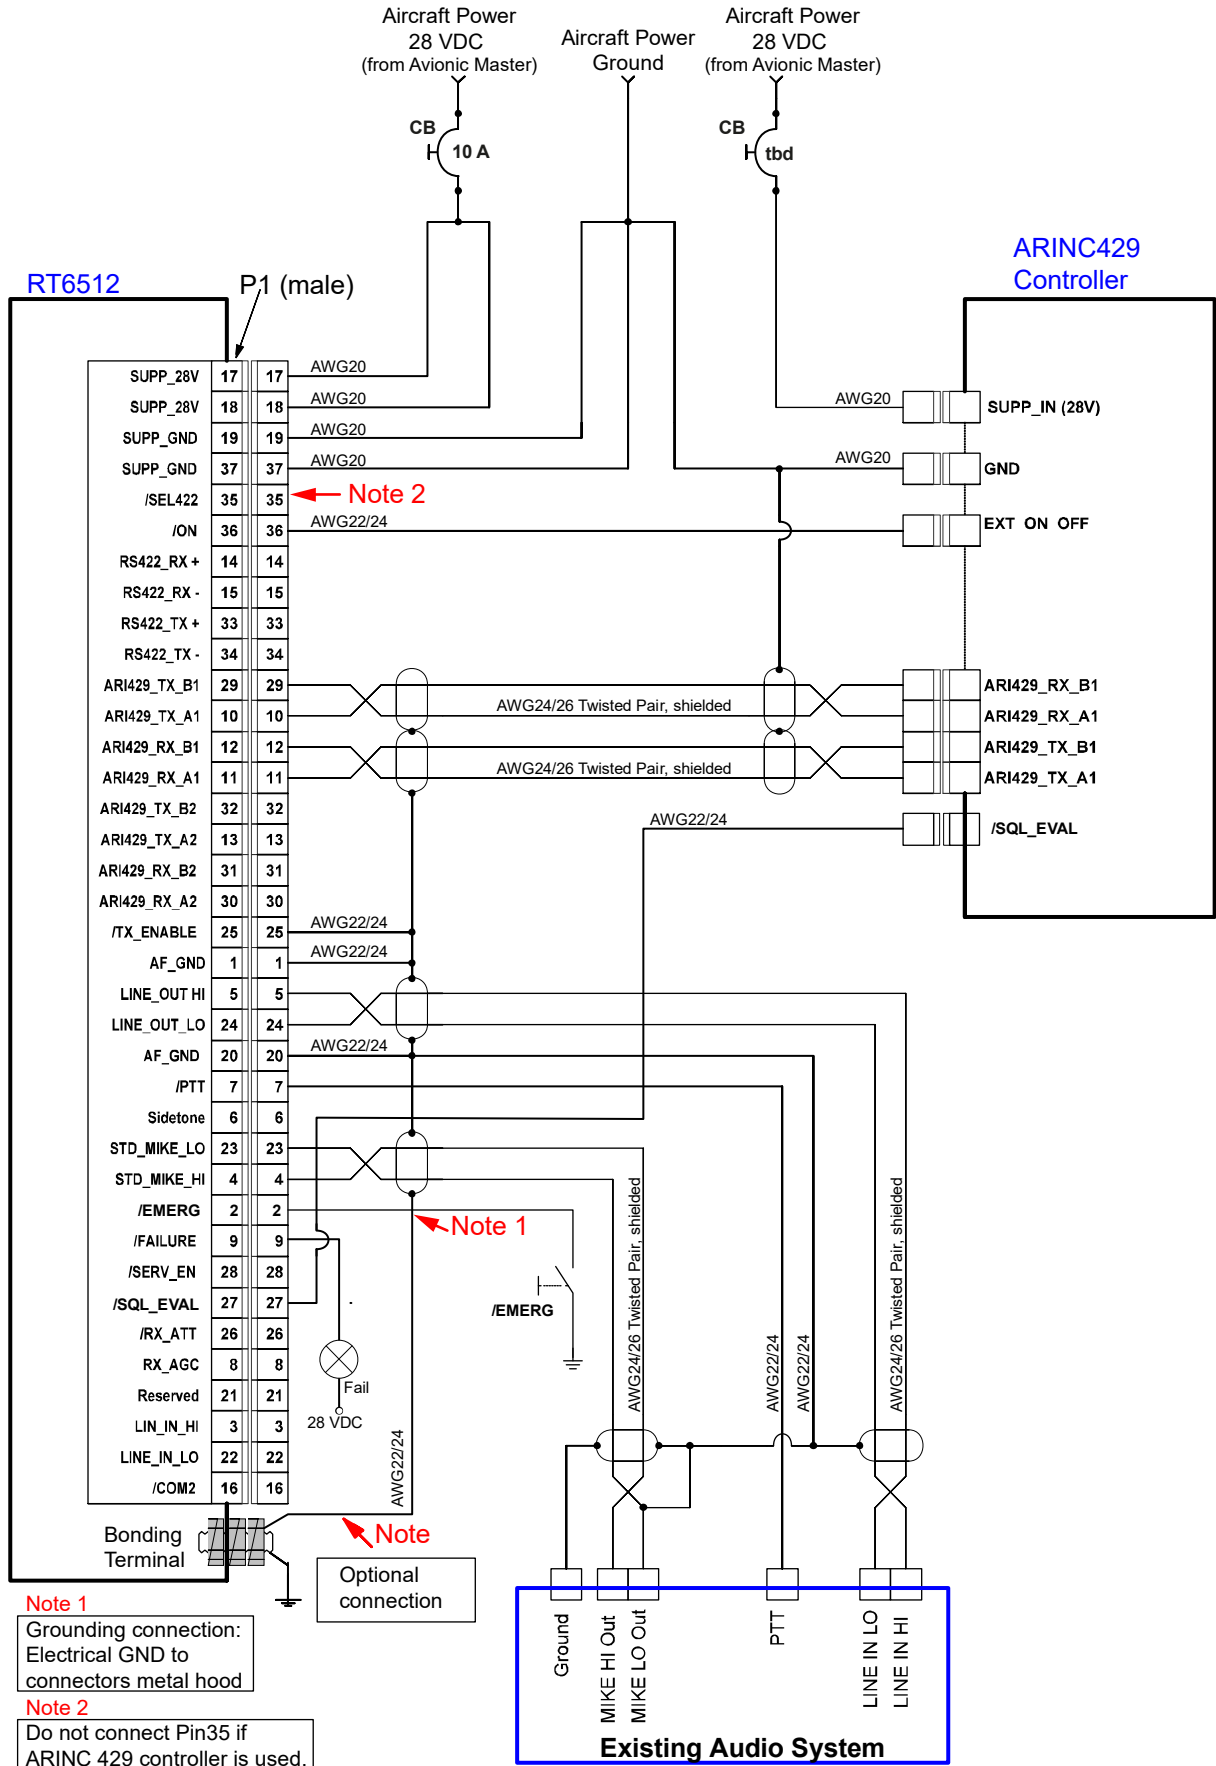 Aircraft Power
28 VDC
(from Avionic Master)
Aircraft Power
Ground
Aircraft Power
28 VDC
(from Avionic Master)
CB
10 A
CB
tbd
RT6512
P1 (male)
ARINC429
Controller
SUPP_28V 17 17 AWG20
SUPP_28V 18 18 AWG20
SUPP_GND 19 19 AWG20
SUPP_GND 37 37 AWG20
/SEL422 35 35 Note 2
/ON 36 36 AWG22/24
RS422_RX + 14 14
RS422_RX - 15 15
RS422_TX + 33 33
RS422_TX - 34 34
ARI429_TX_B1 29 29
ARI429_TX_A1 10 10
ARI429_RX_B1 12 12
ARI429_RX_A1 11 11
ARI429_TX_B2 32 32
ARI429_TX_A2 13 13
ARI429_RX_B2 31 31
ARI429_RX_A2 30 30
/TX_ENABLE 25 25 AWG22/24
AF_GND 1 1 AWG22/24
LINE_OUT HI 5 5
LINE_OUT_LO 24 24
AF_GND 20 20 AWG22/24
/PTT 7 7
Sidetone 6 6
STD_MIKE_LO 23 23
STD_MIKE_HI 4 4
/EMERG 2 2
/FAILURE 9 9
/SERV_EN 28 28
/SQL_EVAL 27 27
/RX_ATT 26 26
RX_AGC 8 8
Reserved 21 21
LIN_IN_HI 3 3
LINE_IN_LO 22 22
/COM2 16 16
AWG20
SUPP_IN (28V)
AWG20
GND
EXT ON OFF
AWG24/26 Twisted Pair, shielded
AWG24/26 Twisted Pair, shielded
ARI429_RX_B1
ARI429_RX_A1
ARI429_TX_B1
ARI429_TX_A1
AWG22/24
/SQL_EVAL
Note 1
/EMERG
Fail
28 VDC
AWG22/24
AWG24/26 Twisted Pair, shielded
AWG22/24
AWG22/24
AWG24/26 Twisted Pair, shielded
Bonding
Terminal
Note
Optional
connection
Note 1
Grounding connection:
Electrical GND to
connectors metal hood
Note 2
Do not connect Pin35 if
ARINC 429 controller is used.
Ground
MIKE HI Out
MIKE LO Out
PTT
LINE IN LO
LINE IN HI
Existing Audio System